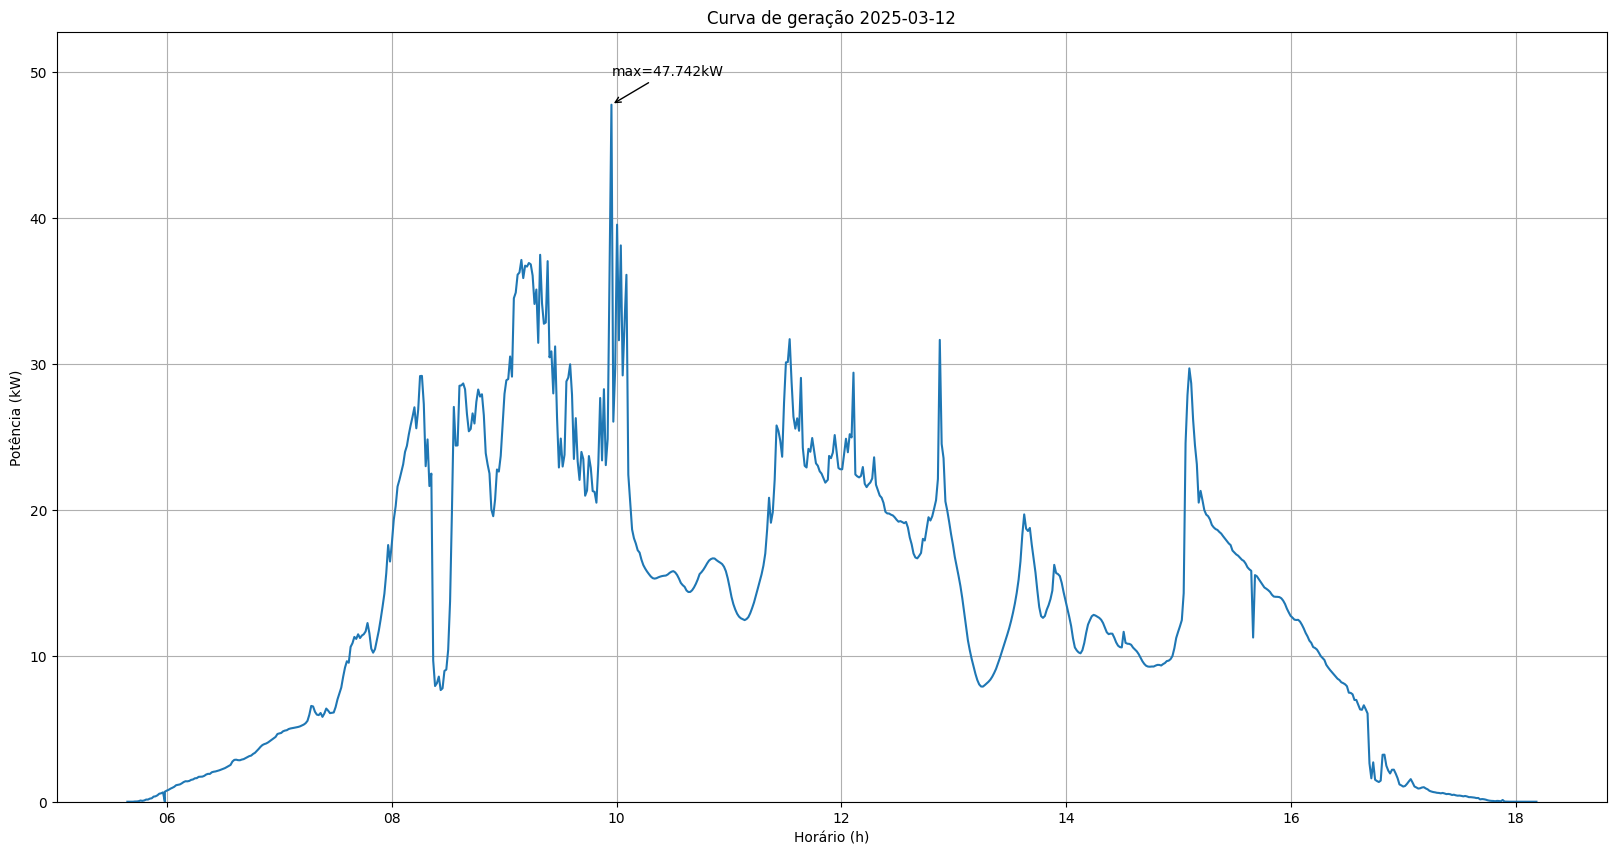 Curva de geração 2025-03-12
max=47.742kW
50
40
30
20
10
0
Potência (kW)
06 08 10 12 14 16 18
Horário (h)